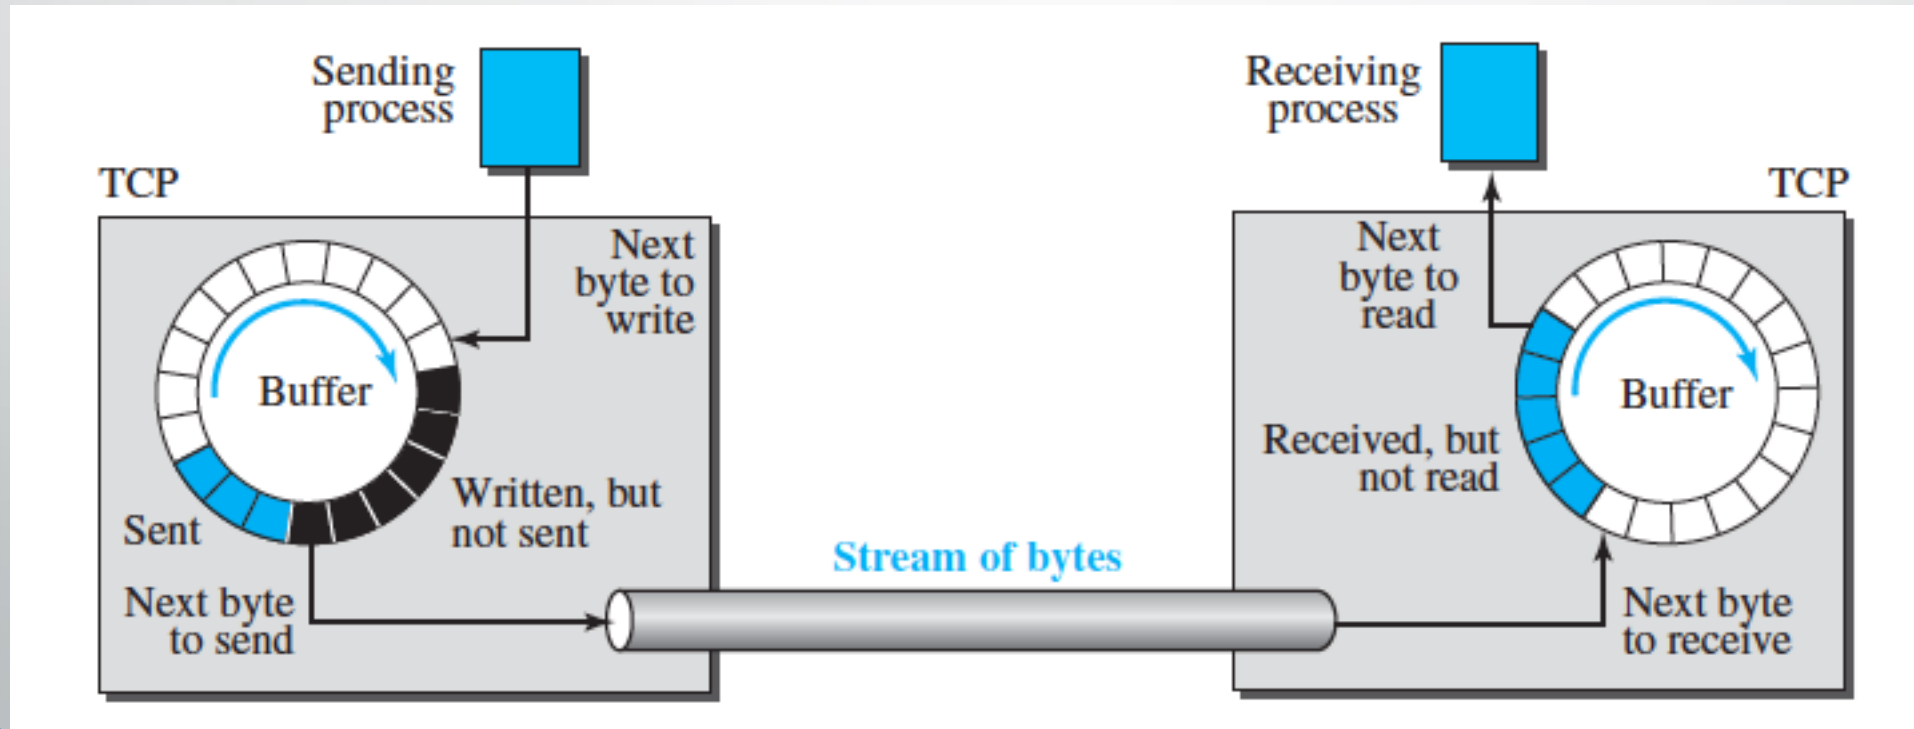 Sending
process
TCP
Next
byte to
write
Buffer
Written, but
not sent
Sent
Next byte
to send
Stream of bytes
Receiving
process
TCP
Next
byte to
read
Buffer
Received, but
not read
Next byte
to receive